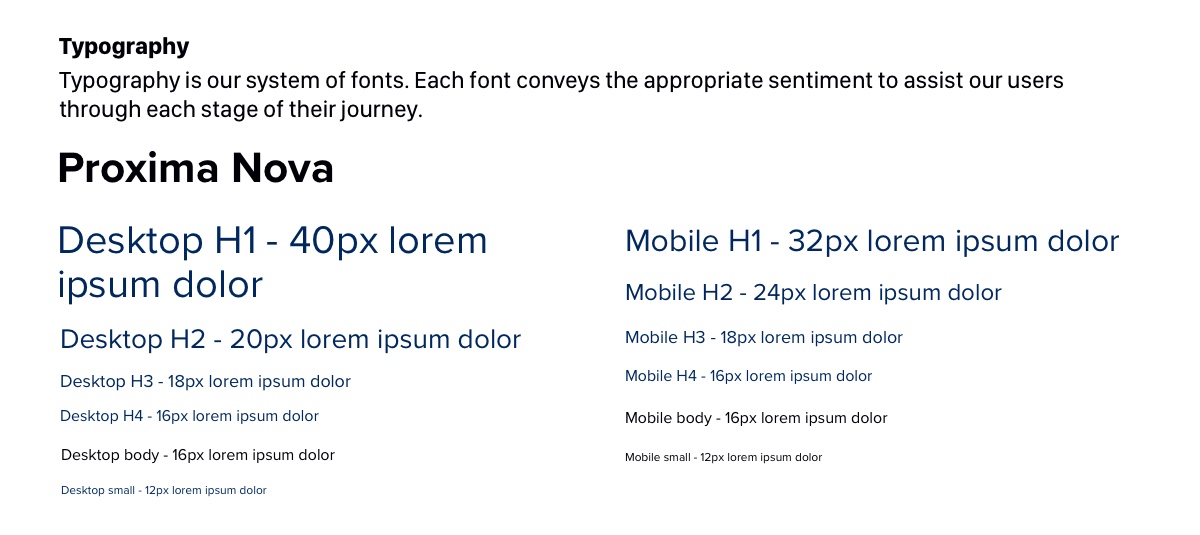 Typography
Typography is our system of fonts. Each font conveys the appropriate sentiment to assist our users
through each stage of their journey.
Proxima Nova
Desktop H1 - 40px lorem
ipsum dolor
Desktop H2 - 20px lorem ipsum dolor
Desktop H3 - 18px lorem ipsum dolor
Desktop H4 - 16px lorem ipsum dolor
Desktop body - 16px lorem ipsum dolor
Desktop small - 12px lorem ipsum dolor
Mobile H1 - 32px lorem ipsum dolor
Mobile H2 - 24px lorem ipsum dolor
Mobile H3 - 18px lorem ipsum dolor
Mobile H4 - 16px lorem ipsum dolor
Mobile body - 16px lorem ipsum dolor
Mobile small - 12px lorem ipsum dolor